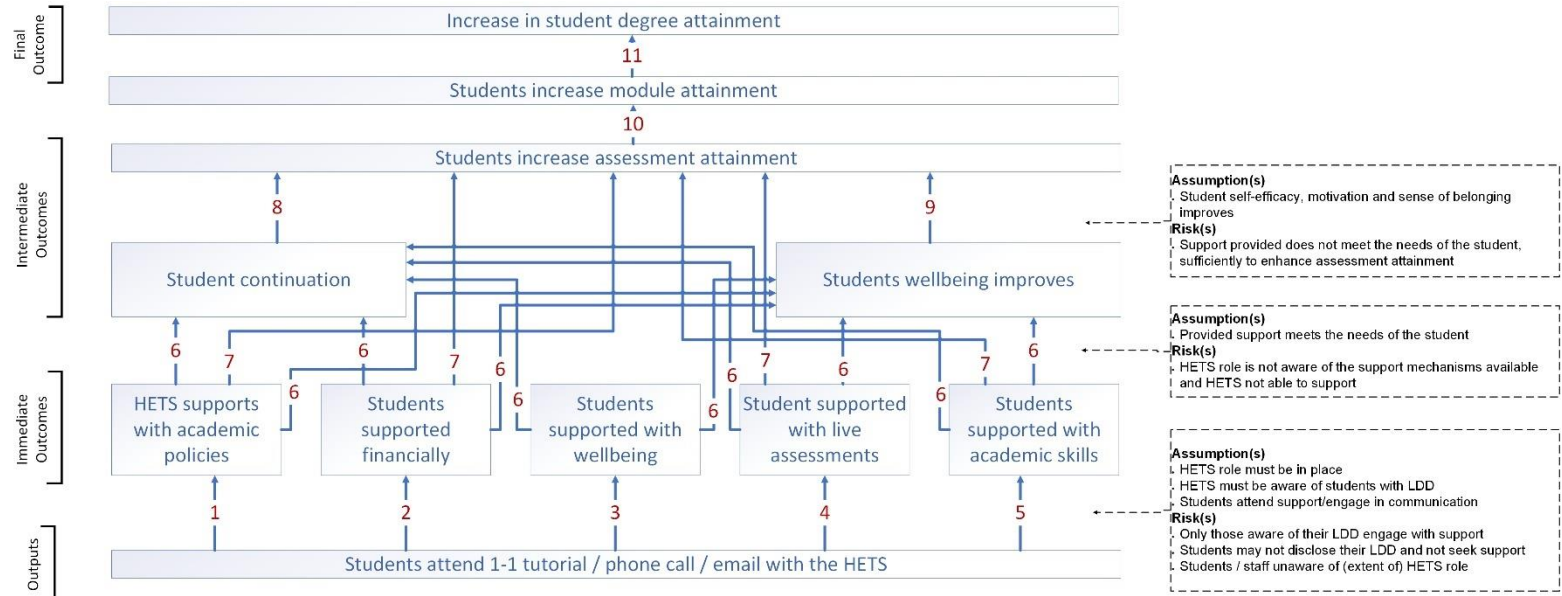 Final
Outcome
Increase in student degree attainment
11
Students increase module attainment
10
Intermediate
Outcomes
Students increase assessment attainment
8
9
Student continuation
Students wellbeing improves
6
7
6
6
7
6
6
6
6
7
6
6
7
6
Immediate
Outcomes
HETS supports
with academic
policies
Students
supported
financially
Students
supported with
wellbeing
Student supported
with live
assessments
Students
supported with
academic skills
1
2
3
4
5
Outputs
Students attend 1-1 tutorial / phone call / email with the HETS
Assumption(s)
. Student self-efficacy, motivation and sense of belonging
improves
Risk(s)
. Support provided does not meet the needs of the student,
sufficiently to enhance assessment attainment
Assumption(s)
. Provided support meets the needs of the student
Risk(s)
. HETS role is not aware of the support mechanisms available
and HETS not able to support
Assumption(s)
. HETS role must be in place
. HETS must be aware of students with LDD
. Students attend support/engage in communication
Risk(s)
. Only those aware of their LDD engage with support
. Students may not disclose their LDD and not seek support
. Students / staff unaware of (extent of) HETS role